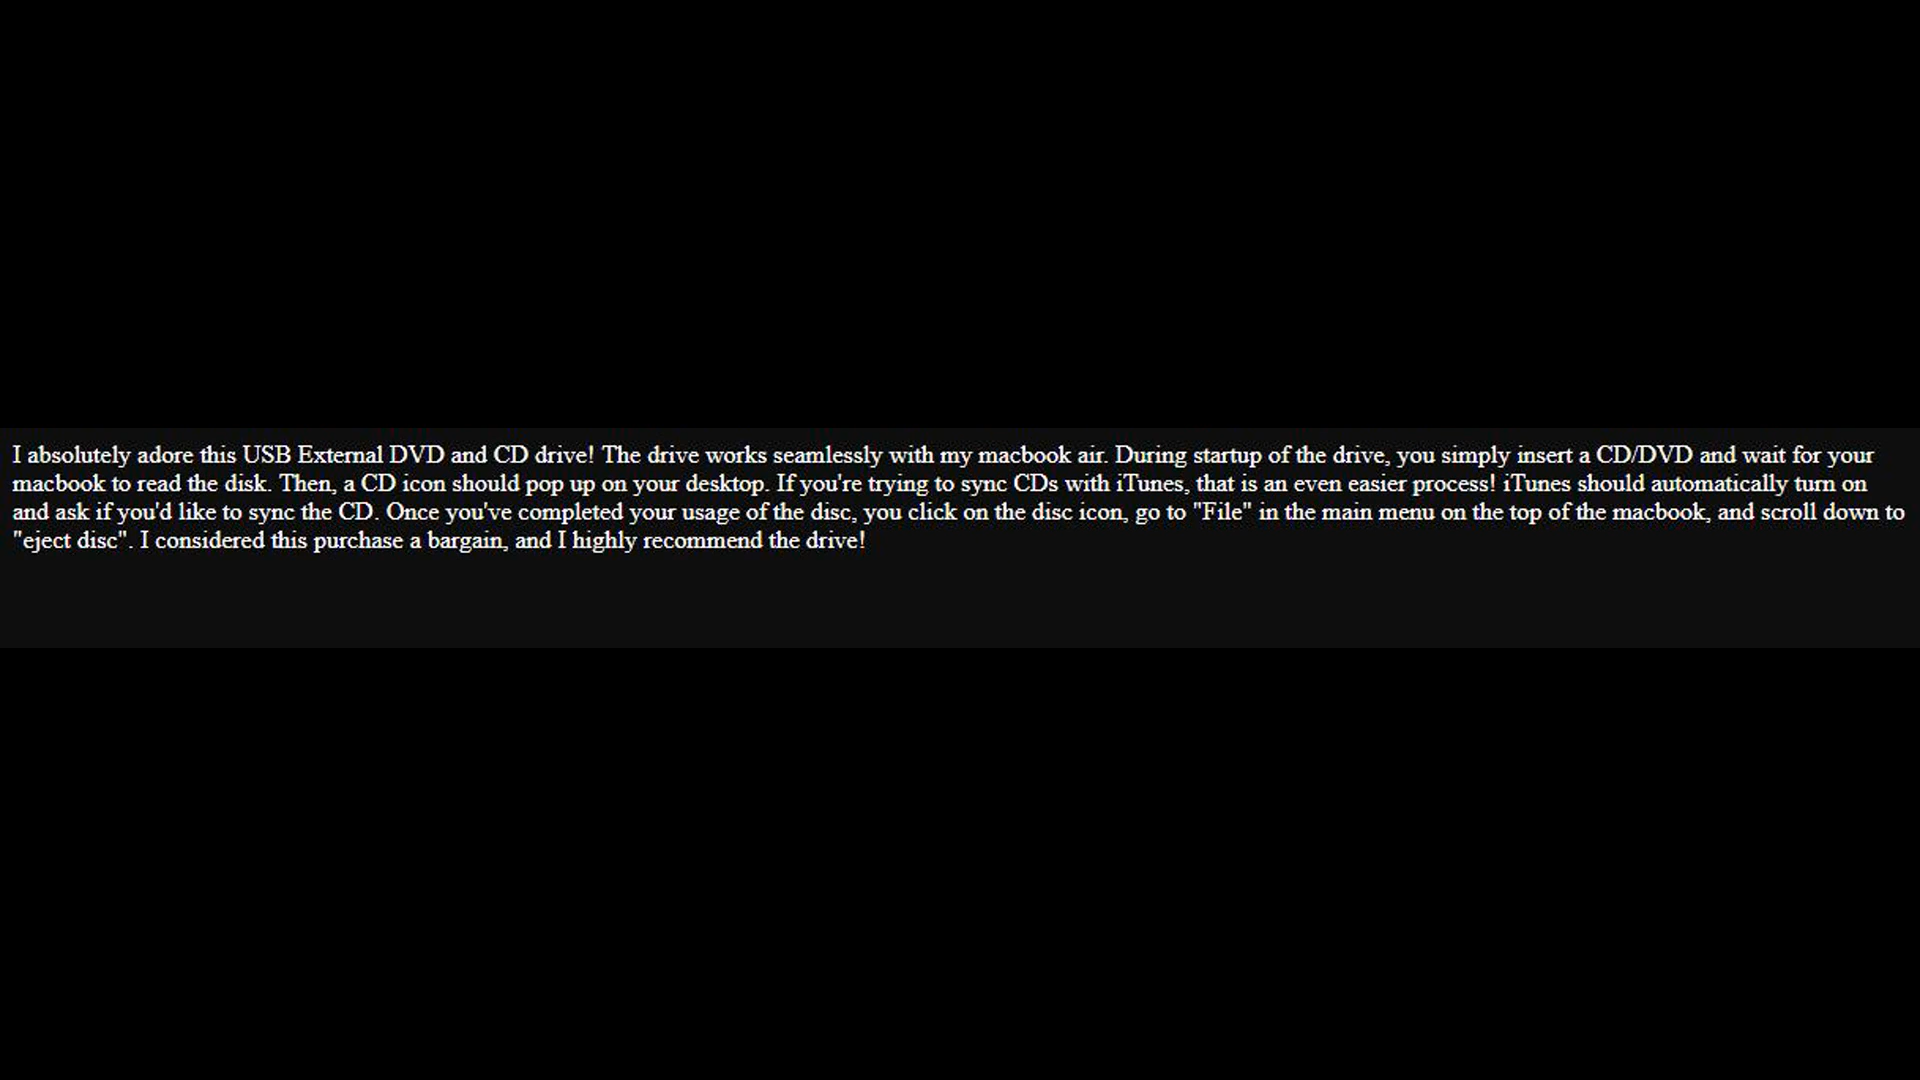 I absolutely adore this USB External DVD and CD drive! The drive works seamlessly with my macbook air. During startup of the drive, you simply insert a CD/DVD and wait for your
macbook to read the disk. Then, a CD icon should pop up on your desktop. If you're trying to sync CDs with iTunes, that is an even easier process! iTunes should automatically turn on
and ask if you'd like to sync the CD. Once you've completed your usage of the disc, you click on the disc icon, go to "File" in the main menu on the top of the macbook, and scroll down to
"eject disc". I considered this purchase a bargain, and I highly recommend the drive!